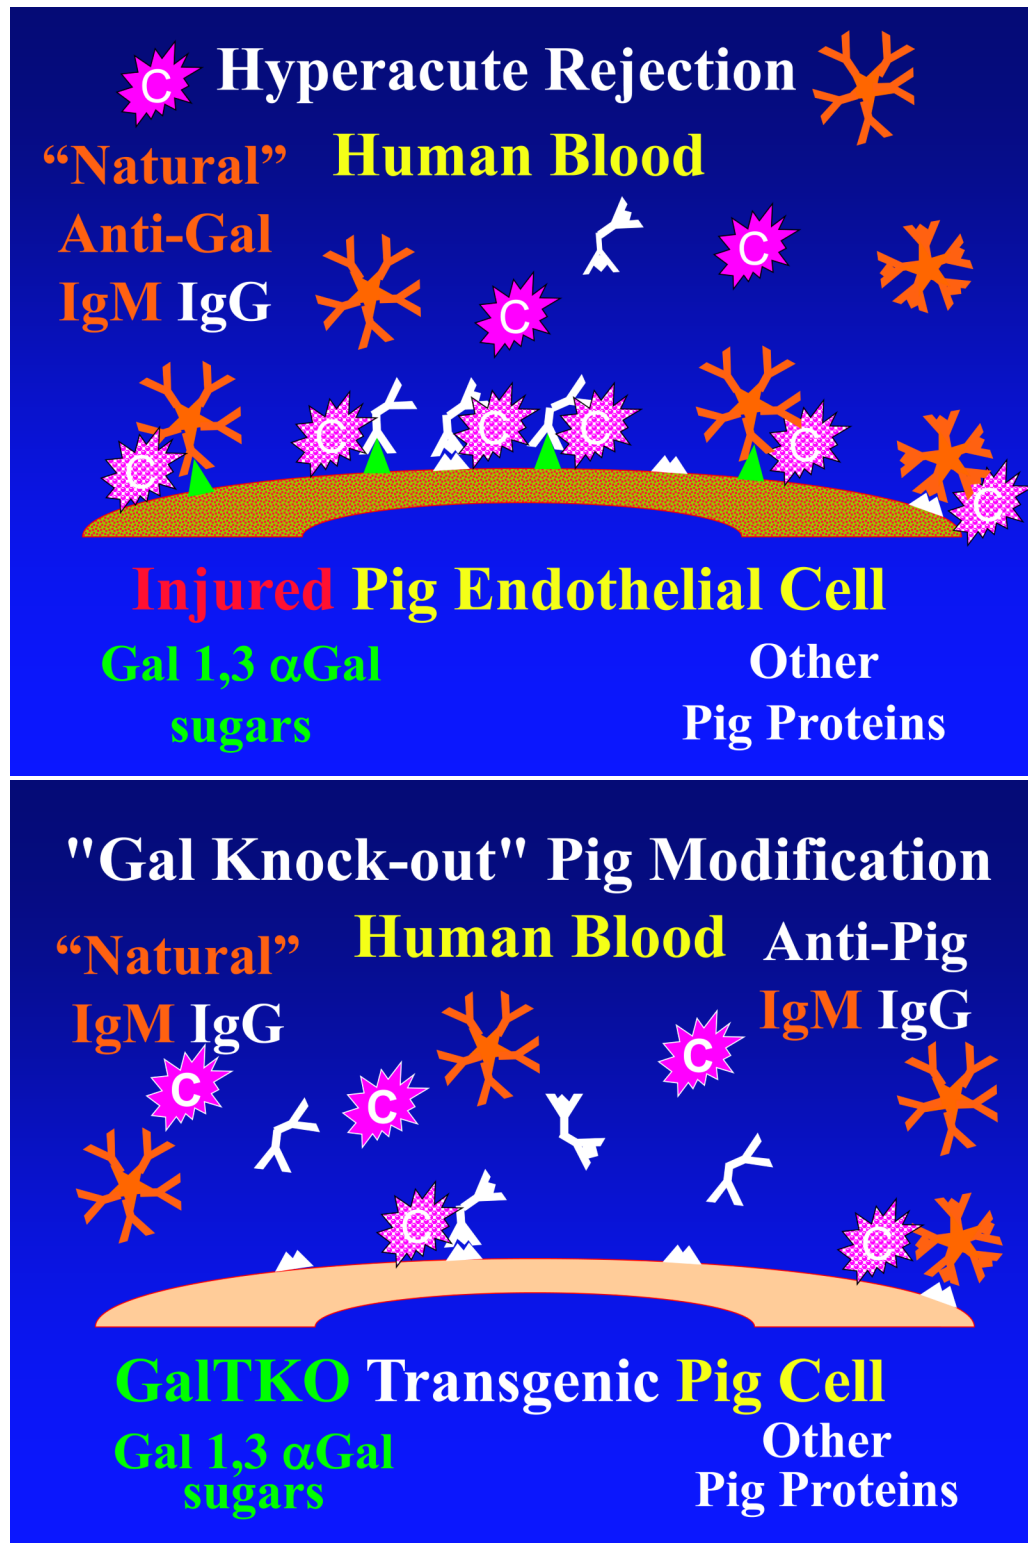 C
Hyperacute Rejection
“Natural”
Human Blood
Anti-Gal
C
IgM IgG
C
C
C
C
C
C
C
Injured Pig Endothelial Cell
Gal 1,3 αGal
sugars
Other
Pig Proteins
"Gal Knock-out" Pig Modification
“Natural”
IgM IgG
Human Blood
Anti-Pig
IgM IgG
C
C
C
C
C
GalTKO Transgenic Pig Cell
Gal 1,3 αGal
sugars
Other
Pig Proteins